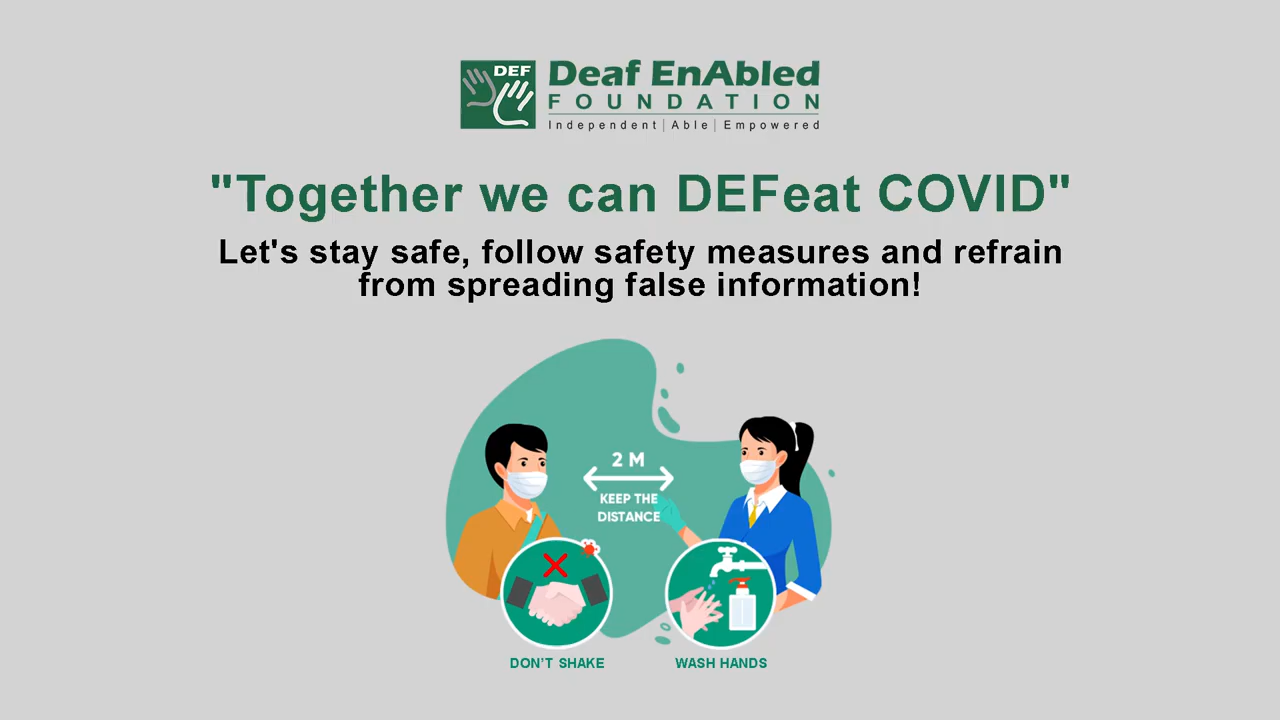 DEF
Deaf EnAbled
FOUNDATION
Independent | Able | Empowered
"Together we can DEFeat COVID"
Let's stay safe, follow safety measures and refrain
from spreading false information!
2 M
KEEP THE
DISTANCE
DON'T SHAKE
WASH HANDS